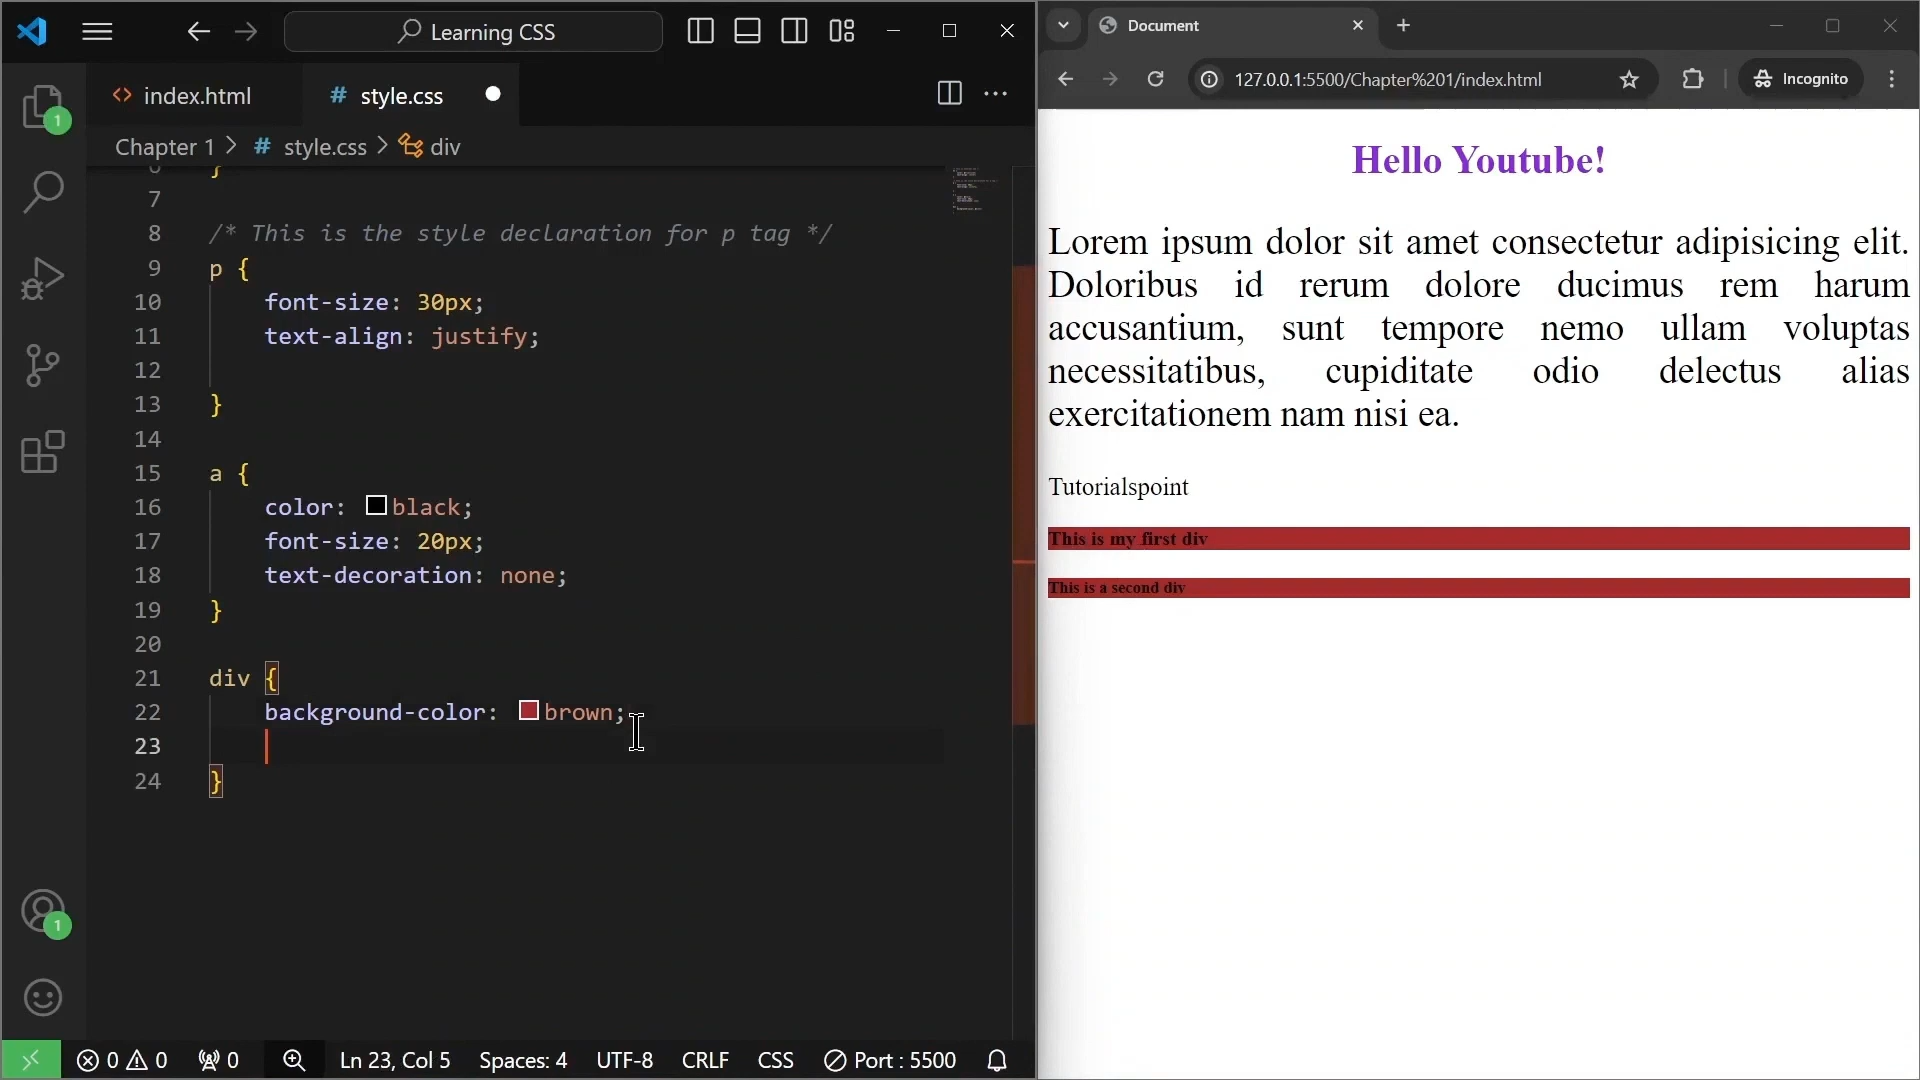 Learning CSS
index.html
style.css
Chapter 1 > # style.css > div
6 }
7
8 /* This is the style declaration for p tag */
9 p {
10 font-size: 30px;
11 text-align: justify;
12
13 }
14
15 a {
16 color: black;
17 font-size: 20px;
18 text-decoration: none;
19 }
20
21 div {
22 background-color: brown;
23
24 }
1
1
0 0 0 Ln 23, Col 5 Spaces: 4 UTF-8 CRLF CSS Port : 5500
Document
127.0.0.1:5500/Chapter%201/index.html Incognito
Hello Youtube!
Lorem ipsum dolor sit amet consectetur adipisicing elit.
Doloribus id rerum dolore ducimus rem harum
accusantium, sunt tempore nemo ullam voluptas
necessitatibus, cupiditate odio delectus alias
exercitationem nam nisi ea.
Tutorialspoint
This is my first div
This is a second div